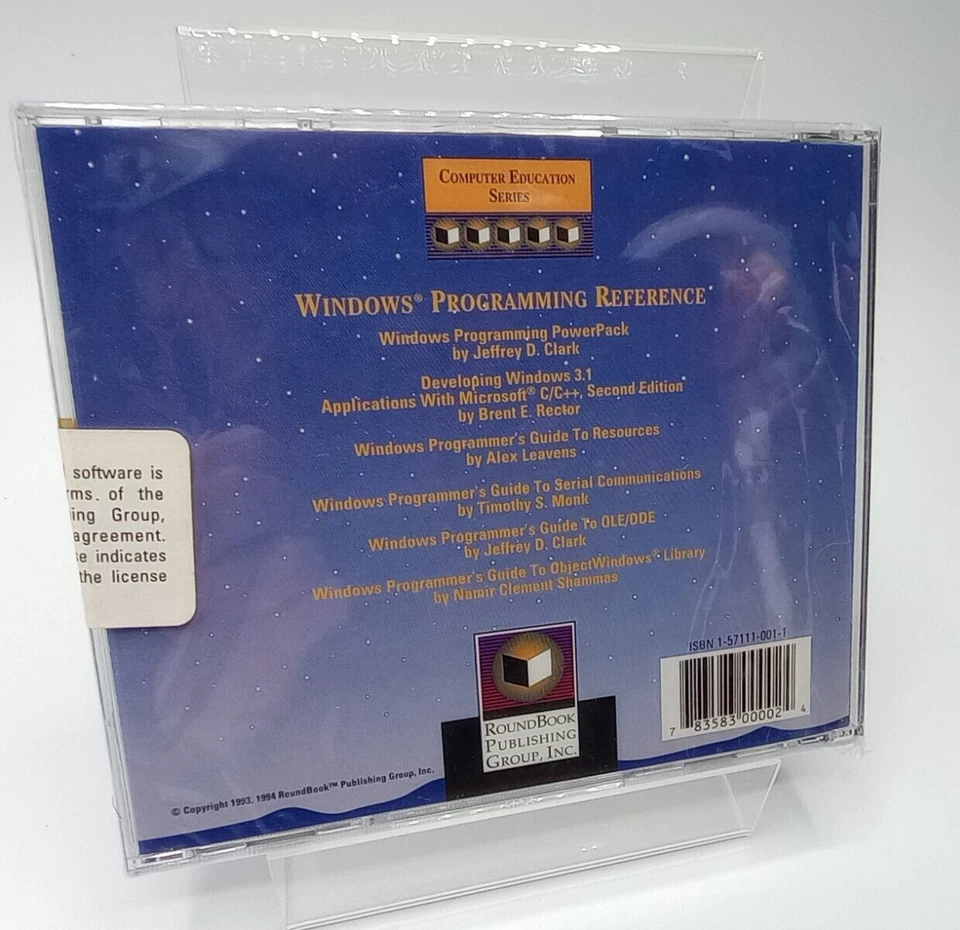 COMPUTER EDUCATION
SERIES
WINDOWS® PROGRAMMING REFERENCE
Windows Programming PowerPack
by Jeffrey D. Clark
Developing Windows 3.1
Applications With Microsoft® C/C++, Second Edition
by Brent E. Rector
Windows Programmer's Guide To Resources
by Alex Leavens
Windows Programmer's Guide To Serial Communications
by Timothy S. Monk
Windows Programmer's Guide To OLE/DDE
by Jeffrey D. Clark
Windows Programmer's Guide To ObjectWindows® Library
by Namir Clement Shammas
software is
rms. of the
ing Group,
agreement.
se indicates
the license
ROUNDBOOK
PUBLISHING
GROUP, INC.
ISBN 1-57111-001-1
7 83583 00002 4
© Copyright 1993, 1994 RoundBook™ Publishing Group, Inc.